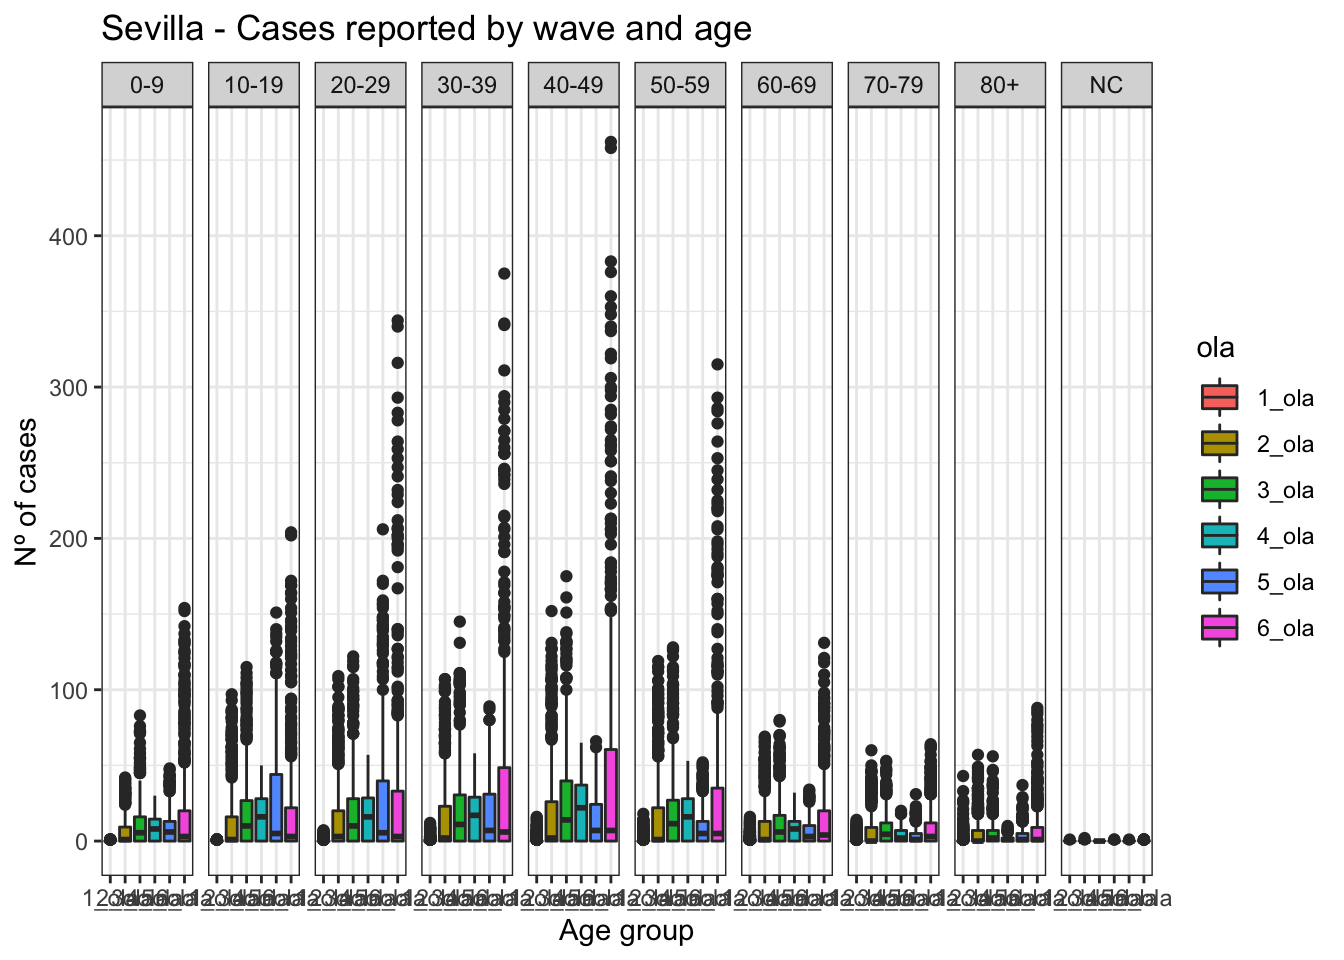 Sevilla - Cases reported by wave and age
0-9 10-19 20-29 30-39 40-49 50-59 60-69 70-79 80+ NC
400
300
200
100
0
Nº of cases
Age group
ola
1_ola
2_ola
3_ola
4_ola
5_ola
6_ola